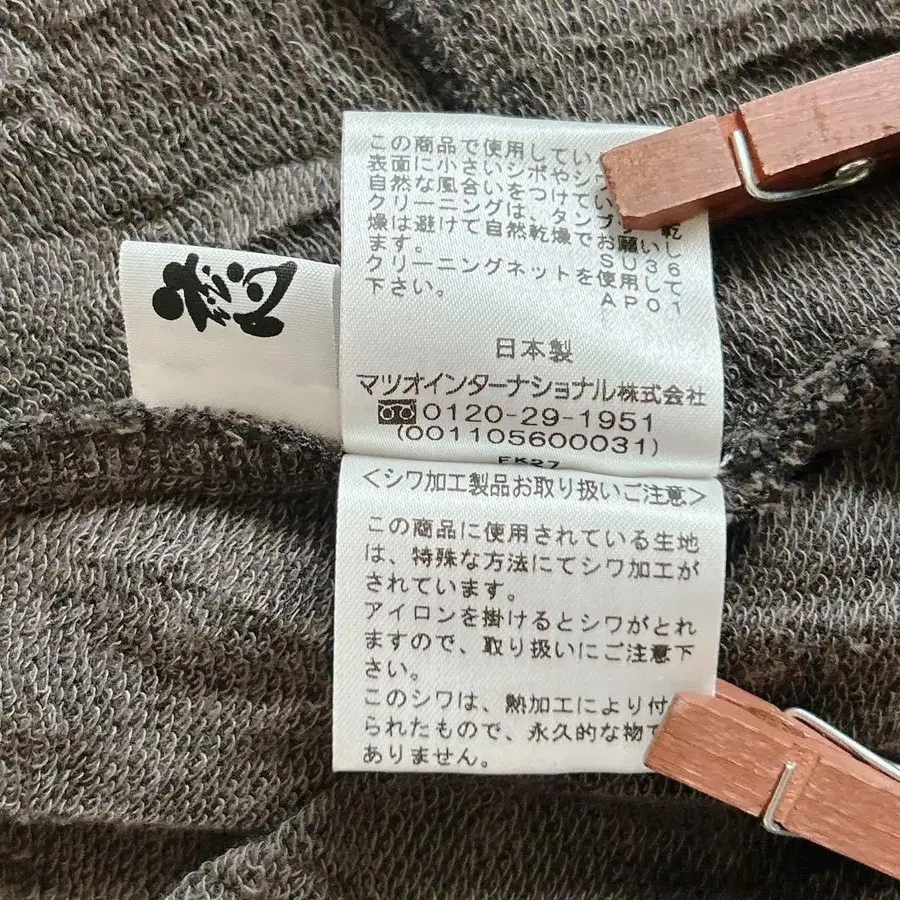 この商品で使用してい
表面に小さいシボやシワ
自然な風合いをつけてい
クリーニングは、タンブ 乾
燥は避けて自然乾燥でお願いし
ます。 SU36
クリーニングネットを使用して
下さい。 AP01
日本製
マツオインターナショナル株式会社
0120-29-1951
(001105600031)
FK27
<シワ加工製品お取り扱いご注意>
この商品に使用されている生地
は、特殊な方法にてシワ加工が
されています。
アイロンを掛けるとシワがとれ
ますので、取り扱いにご注意下
さい。
このシワは、熱加工により付け
られたもので、永久的な物で
ありません。